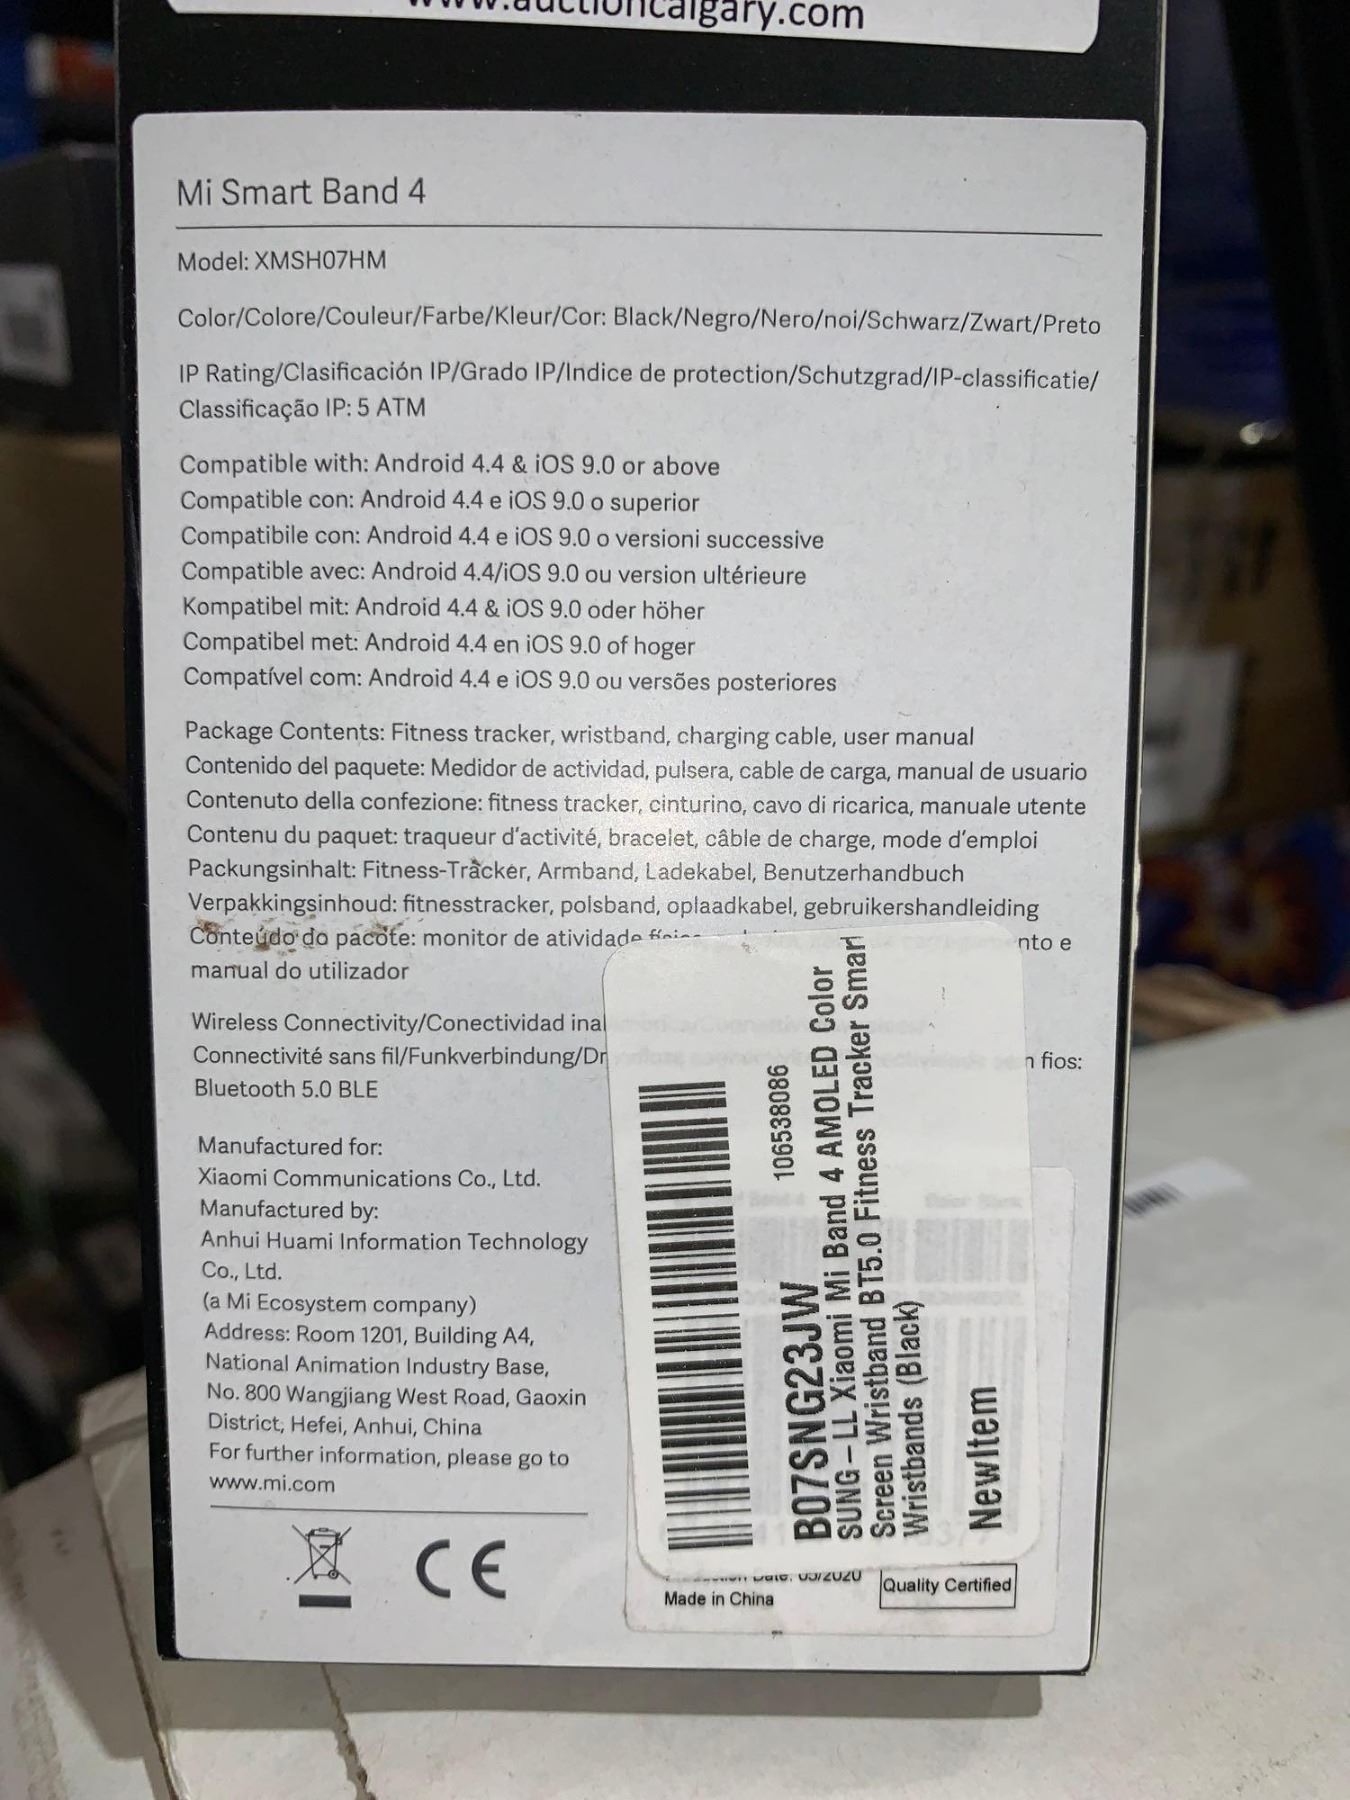 www.auctioncalgary.com
Mi Smart Band 4
Model: XMSH07HM
Color/Colore/Couleur/Farbe/Kleur/Cor: Black/Negro/Nero/noi/Schwarz/Zwart/Preto
IP Rating/Clasificación IP/Grado IP/Indice de protection/Schutzgrad/IP-classificatie/
Classificação IP: 5 ATM
Compatible with: Android 4.4 & iOS 9.0 or above
Compatible con: Android 4.4 e iOS 9.0 o superior
Compatibile con: Android 4.4 e iOS 9.0 o versioni successive
Compatible avec: Android 4.4/iOS 9.0 ou version ultérieure
Kompatibel mit: Android 4.4 & iOS 9.0 oder höher
Compatibel met: Android 4.4 en iOS 9.0 of hoger
Compatível com: Android 4.4 e iOS 9.0 ou versões posteriores
Package Contents: Fitness tracker, wristband, charging cable, user manual
Contenido del paquete: Medidor de actividad, pulsera, cable de carga, manual de usuario
Contenuto della confezione: fitness tracker, cinturino, cavo di ricarica, manuale utente
Contenu du paquet: traqueur d'activité, bracelet, câble de charge, mode d'emploi
Packungsinhalt: Fitness-Tracker, Armband, Ladekabel, Benutzerhandbuch
Verpakkingsinhoud: fitnesstracker, polsband, oplaadkabel, gebruikershandleiding
Conteúdo do pacote: monitor de atividade nto e
manual do utilizador
Wireless Connectivity/Conectividad ina
Connectivité sans fil/Funkverbindung/Dr n fios:
Bluetooth 5.0 BLE
Manufactured for:
Xiaomi Communications Co., Ltd.
Manufactured by:
Anhui Huami Information Technology
Co., Ltd.
(a Mi Ecosystem company)
Address: Room 1201, Building A4,
National Animation Industry Base,
No. 800 Wangjiang West Road, Gaoxin
District, Hefei, Anhui, China
For further information, please go to
www.mi.com
CE
106538086
B07SNG23JW
SUNG-LL Xiaomi Mi Band 4 AMOLED Color
Screen Wristband BT5.0 Fitness Tracker Smar
Wristbands (Black)
NewItem
Date: 05/2020
Made in China
Quality Certified